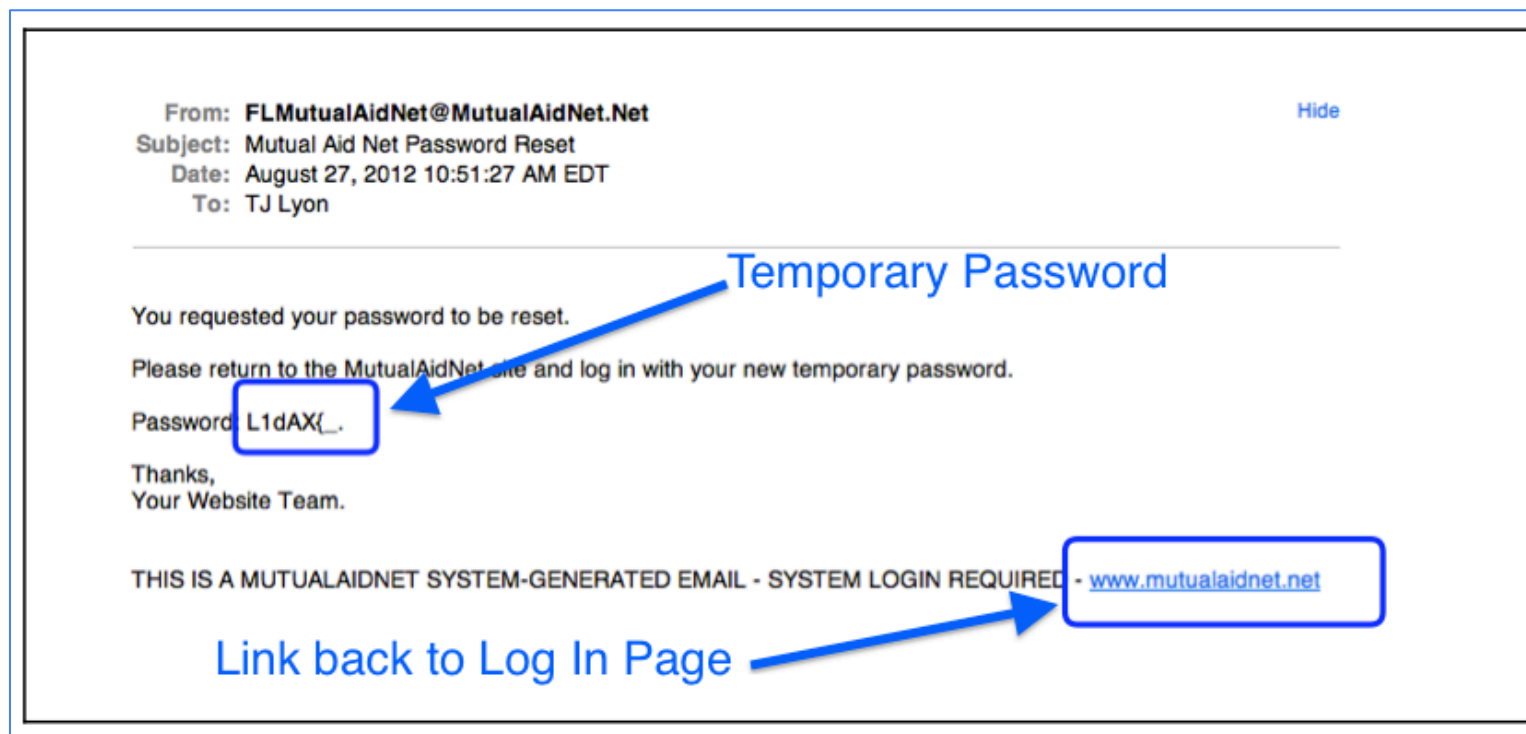 From: FLMutualAidNet@MutualAidNet.Net Hide
Subject: Mutual Aid Net Password Reset
Date: August 27, 2012 10:51:27 AM EDT
To: TJ Lyon
Temporary Password
You requested your password to be reset.
Please return to the MutualAidNet site and log in with your new temporary password.
Password: L1dAX{_.
Thanks,
Your Website Team.
THIS IS A MUTUALAIDNET SYSTEM-GENERATED EMAIL - SYSTEM LOGIN REQUIRED - www.mutualaidnet.net
Link back to Log In Page